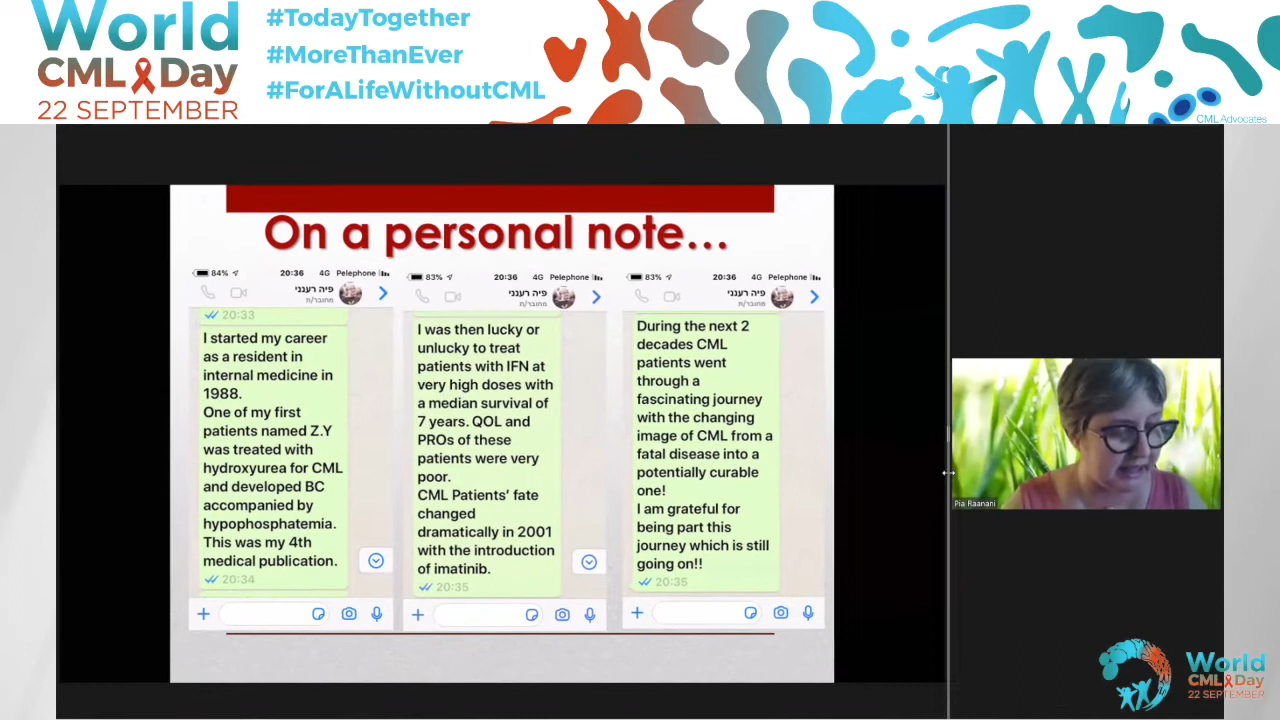 World
CML Day
22 SEPTEMBER
#TodayTogether
#MoreThanEver
#ForALifeWithoutCML
CML Advocates
On a personal note...
84%
20:36 4G Pelephone
פיה רענני
מחובר/ת
20:33
I started my career
as a resident in
internal medicine in
1988.
One of my first
patients named Z.Y
was treated with
hydroxyurea for CML
and developed BC
accompanied by
hypophosphatemia.
This was my 4th
medical publication.
20:34
83%
20:36 4G Pelephone
פיה רענני
מחובר/ת
I was then lucky or
unlucky to treat
patients with IFN at
very high doses with
a median survival of
7 years. QOL and
PROs of these
patients were very
poor.
CML Patients' fate
changed
dramatically in 2001
with the introduction
of imatinib.
20:35
83%
20:36 4G Pelephone
פיה רענני
מחובר/ת
During the next 2
decades CML
patients went
through a
fascinating journey
with the changing
image of CML from a
fatal disease into a
potentially curable
one!
I am grateful for
being part this
journey which is still
going on!!
20:35
Pia Raanani
World
CML Day
22 SEPTEMBER